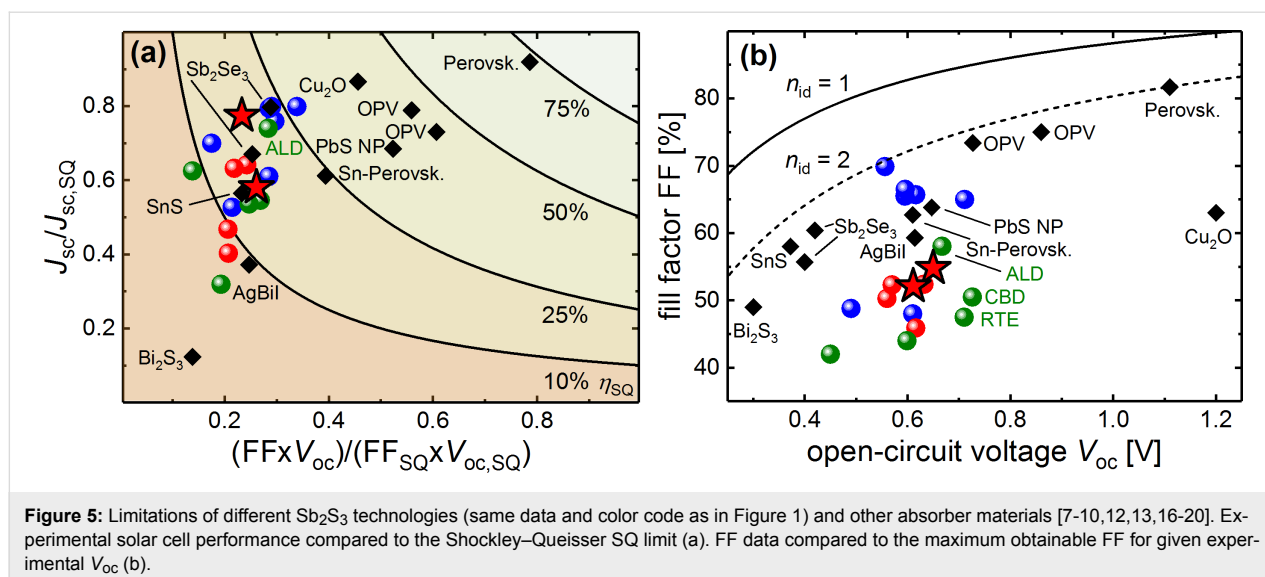 (a)
Jsc/Jsc,SQ
0.8
0.6
0.4
0.2
0.2
0.4
0.6
0.8
(FFxVoc)/(FFSQxVoc,SQ)
Sb2Se3
Cu2O
Perovsk.
OPV
OPV
75%
ALD
PbS NP
Sn-Perovsk.
50%
SnS
AgBiI
25%
Bi2S3
10% ηSQ
(b)
fill factor FF [%]
80
70
60
50
40
0.4
0.6
0.8
1.0
1.2
open-circuit voltage Voc [V]
nid = 1
nid = 2
Perovsk.
OPV
OPV
PbS NP
Sb2Se3
Sn-Perovsk.
SnS
AgBiI
Cu2O
ALD
CBD
RTE
Bi2S3
Figure 5: Limitations of different Sb2S3 technologies (same data and color code as in Figure 1) and other absorber materials [7-10,12,13,16-20]. Ex-
perimental solar cell performance compared to the Shockley–Queisser SQ limit (a). FF data compared to the maximum obtainable FF for given exper-
imental Voc (b).